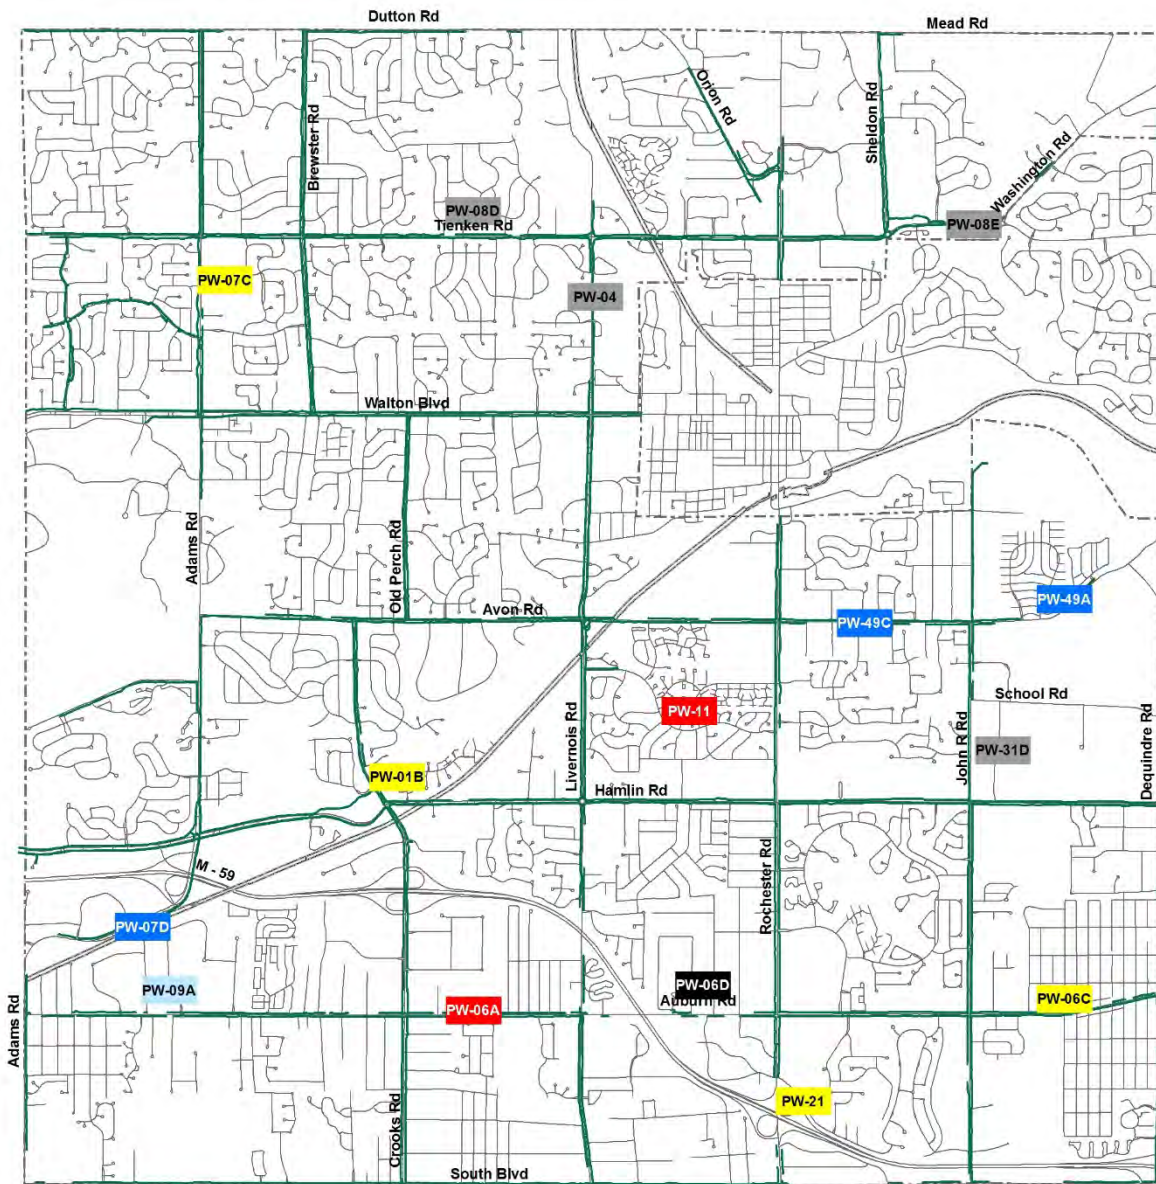 Dutton Rd
Mead Rd
Orion Rd
Sheldon Rd
Brewster Rd
Washington Rd
PW-08D
Tienken Rd
PW-08E
PW-07C
PW-04
Walton Blvd
Adams Rd
Old Perch Rd
Avon Rd
PW-49A
PW-49C
School Rd
PW-11
Livernois Rd
John R Rd
PW-31D
Dequindre Rd
PW-01B
Hamlin Rd
M - 59
Rochester Rd
PW-07D
PW-09A
PW-06D
Auburn Rd
PW-06C
PW-06A
Adams Rd
PW-21
Crooks Rd
South Blvd